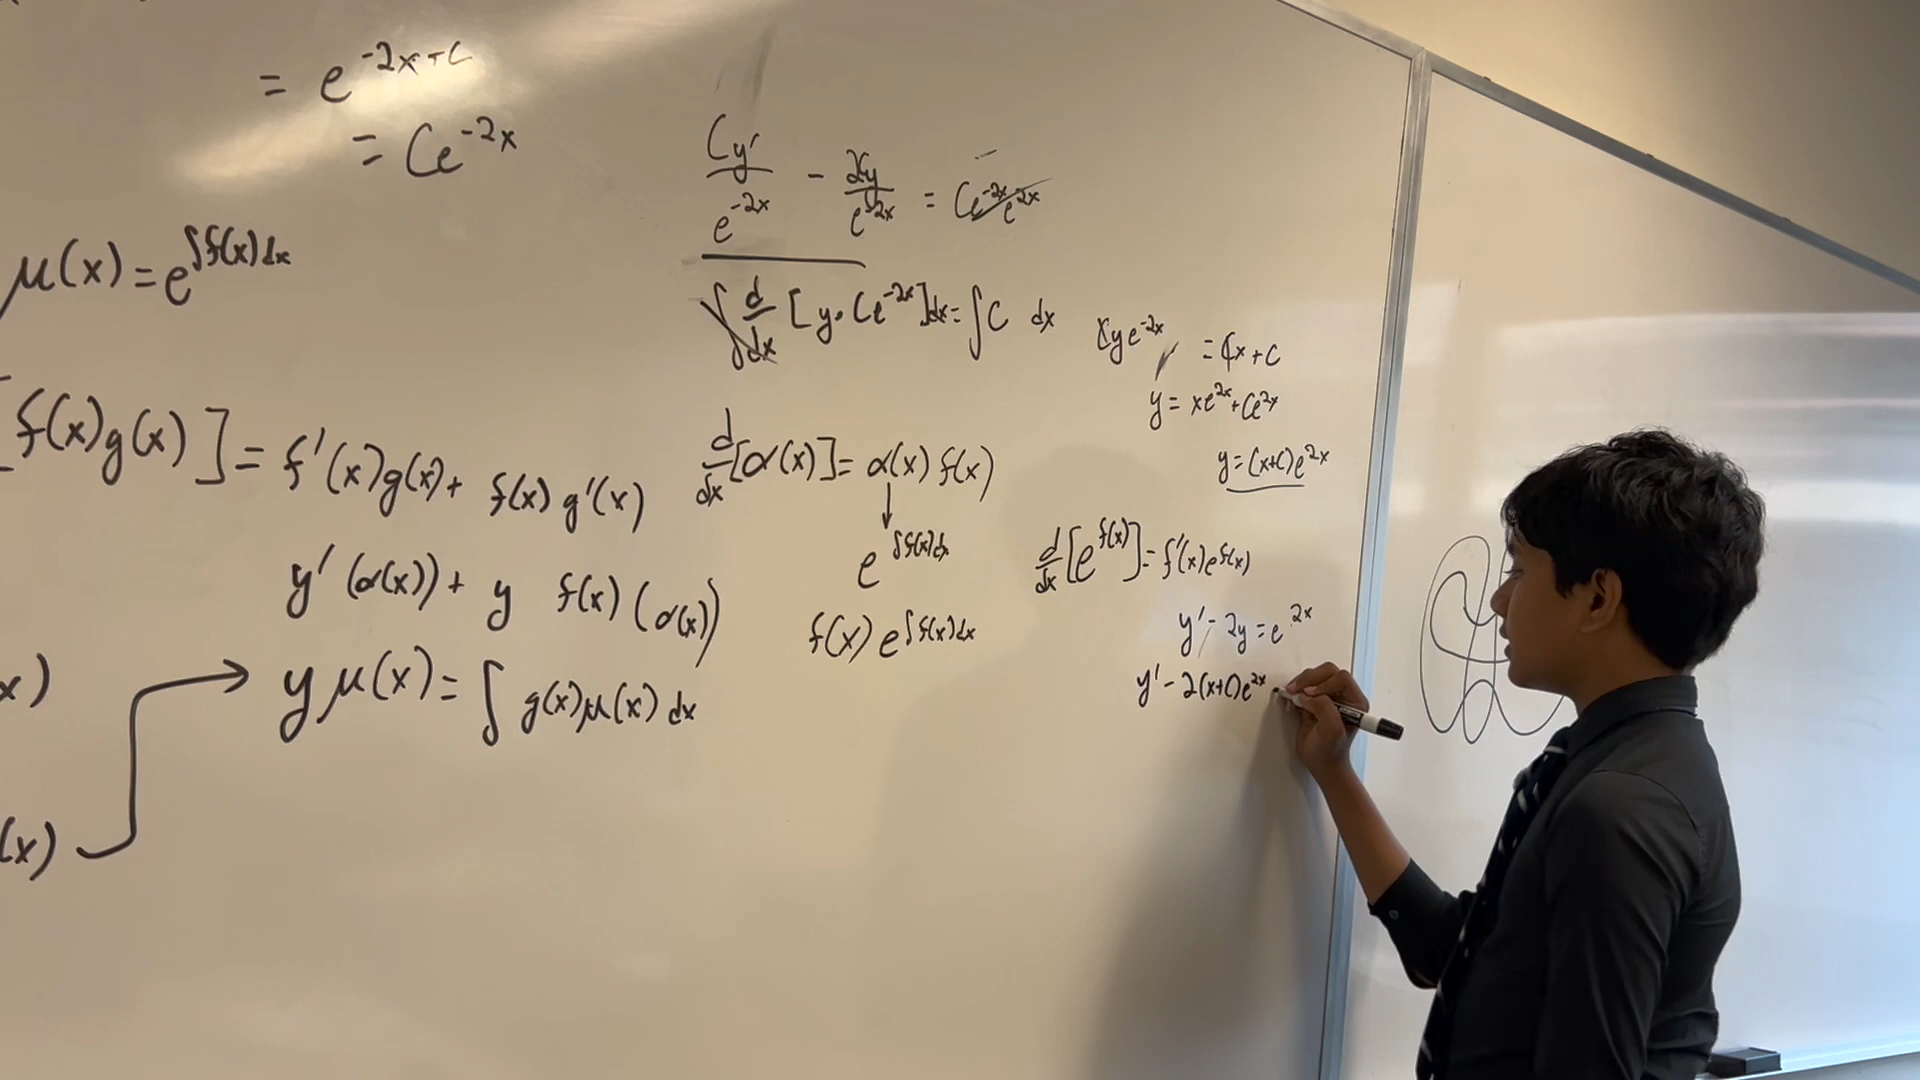 = e^{-2x+C}
= Ce^{-2x}
μ(x) = e^{∫f(x)dx}
f(x)g(x)] = f'(x)g(x) + f(x) g'(x)
y' (α(x)) + y f(x) (α(x))
x)
y μ(x) = ∫ g(x)μ(x) dx
(x)
Cy'/e^{-2x} - 2y/e^{-2x} = Ce^{-2x}e^{2x}
∫ d/dx [y · Ce^{-2x}]dx = ∫C dx
d/dx [α(x)] = α(x) f(x)
e^{∫f(x)dx}
f(x) e^{∫f(x)dx}
Cye^{-2x} = Cx + C
y = xe^{2x} + Ce^{2x}
y = (x+C)e^{2x}
d/dx [e^{f(x)}] = f'(x)e^{f(x)}
y' - 2y = e^{2x}
y' - 2(x+C)e^{2x}